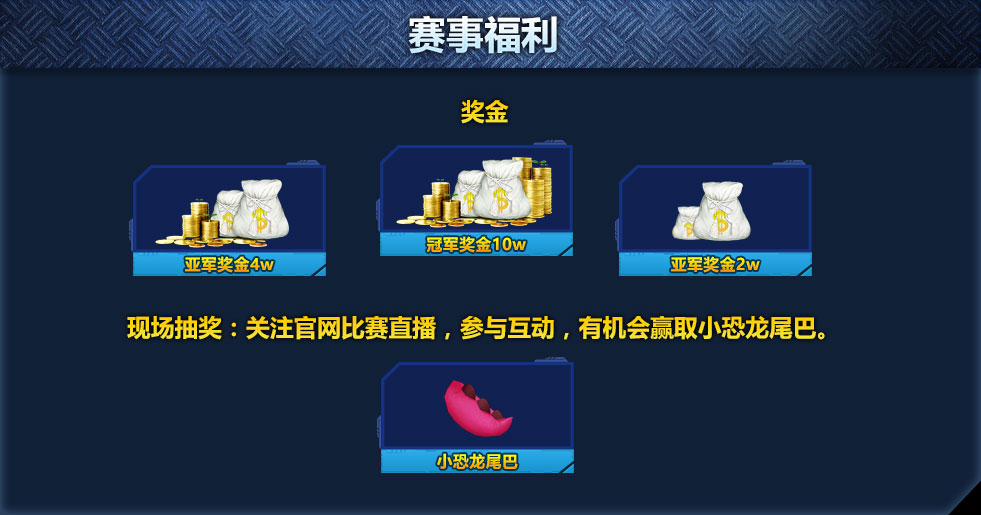 赛事福利
奖金
亚军奖金4w
冠军奖金10w
亚军奖金2w
现场抽奖：关注官网比赛直播，参与互动，有机会赢取小恐龙尾巴。
小恐龙尾巴